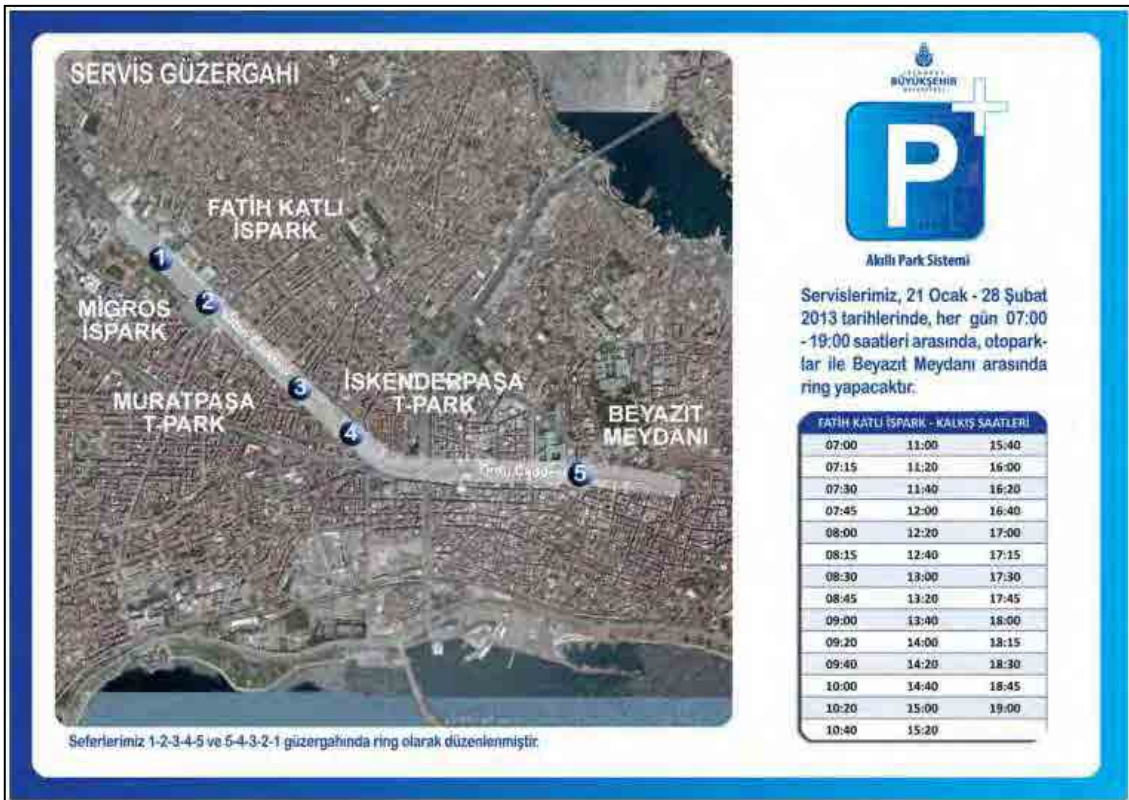 SERVİS GÜZERGAHI
FATİH KATLI
İSPARK
1
2
MİGROS
İSPARK
3
MURATPAŞA
T-PARK
İSKENDERPAŞA
T-PARK
4
BEYAZIT
MEYDANI
Ordu Caddesi
5
Seferlerimiz 1-2-3-4-5 ve 5-4-3-2-1 güzergahında ring olarak düzenlenmiştir.
İSTANBUL
BÜYÜKŞEHİR
BELEDİYESİ
P+
Akıllı Park Sistemi
Servislerimiz, 21 Ocak - 28 Şubat
2013 tarihlerinde, her gün 07:00
- 19:00 saatleri arasında, otopark-
lar ile Beyazıt Meydanı arasında
ring yapacaktır.
FATİH KATLI İSPARK - KALKIŞ SAATLERİ
07:00 11:00 15:40
07:15 11:20 16:00
07:30 11:40 16:20
07:45 12:00 16:40
08:00 12:20 17:00
08:15 12:40 17:15
08:30 13:00 17:30
08:45 13:20 17:45
09:00 13:40 18:00
09:20 14:00 18:15
09:40 14:20 18:30
10:00 14:40 18:45
10:20 15:00 19:00
10:40 15:20